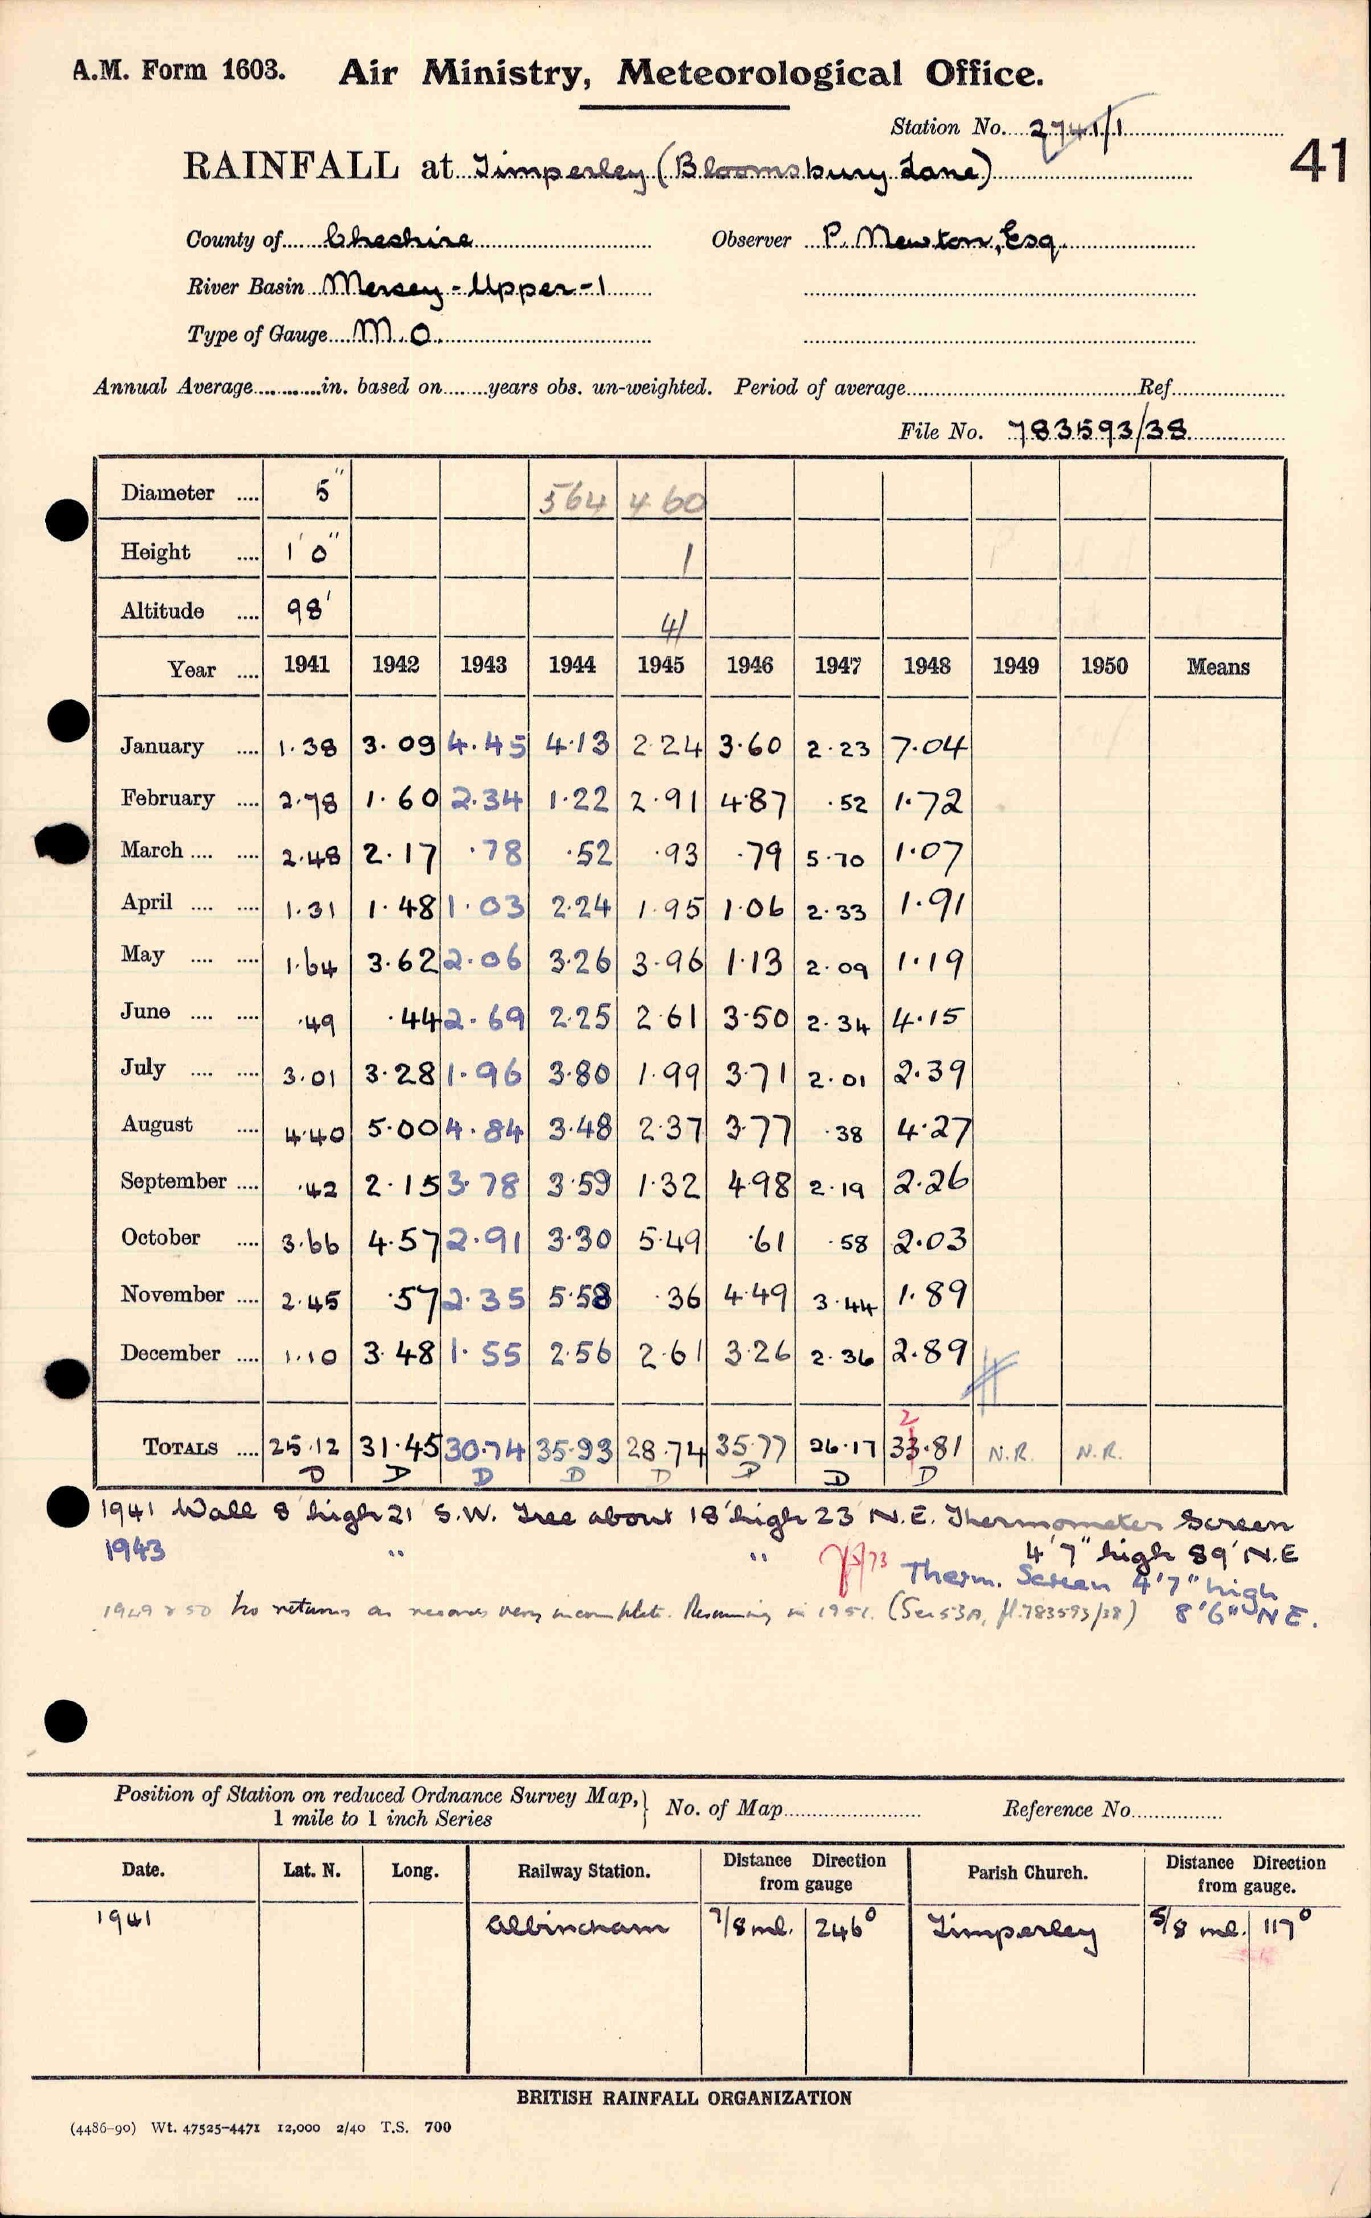 A.M. Form 1603. Air Ministry, Meteorological Office.
Station No. 2741/1
41
RAINFALL at Timperley (Bloomsbury Lane)
County of Cheshire Observer P. Newton, Esq.
River Basin Mersey - Upper - 1
Type of Gauge M.O.
Annual Average in. based on years obs. un-weighted. Period of average Ref.
File No. 783593/38
Diameter 5" 564 460
Height 1' 0" 1
Altitude 98' 41
Year 1941 1942 1943 1944 1945 1946 1947 1948 1949 1950 Means
January 1.38 3.09 4.45 4.13 2.24 3.60 2.23 7.04
February 2.78 1.60 2.34 1.22 2.91 4.87 .52 1.72
March 2.48 2.17 .78 .52 .93 .79 5.70 1.07
April 1.31 1.48 1.03 2.24 1.95 1.06 2.33 1.91
May 1.64 3.62 2.06 3.26 3.96 1.13 2.09 1.19
June .49 .44 2.69 2.25 2.61 3.50 2.34 4.15
July 3.01 3.28 1.96 3.80 1.99 3.71 2.01 2.39
August 4.40 5.00 4.84 3.48 2.37 3.77 .38 4.27
September .42 2.15 3.78 3.59 1.32 4.98 2.19 2.26
October 3.66 4.57 2.91 3.30 5.49 .61 .58 2.03
November 2.45 .57 2.35 5.58 .36 4.49 3.44 1.89
December 1.10 3.48 1.55 2.56 2.61 3.26 2.36 2.89
2
TOTALS 25.12 31.45 30.74 35.93 28.74 35.77 26.17 33.81 N.R. N.R.
D D D D D D D D
1941 Wall 8' high 21' S.W. Tree about 18' high 23' N.E. Thermometer Screen
4'7" high 89' N.E
1943 " " Therm. Screen 4'7" high
8'6" N E.
1949 & 50 No returns as records very incomplete. Resuming in 1951. (See 53A, fl. 783593/38)
Position of Station on reduced Ordnance Survey Map, 1 mile to 1 inch Series No. of Map Reference No.
Date. Lat. N. Long. Railway Station. Distance Direction from gauge Parish Church. Distance Direction from gauge.
1941 Altrincham 7/8 ml. 246° Timperley 5/8 ml. 117°
BRITISH RAINFALL ORGANIZATION
(4486-90) Wt. 47525-4471 12,000 2/40 T.S. 700